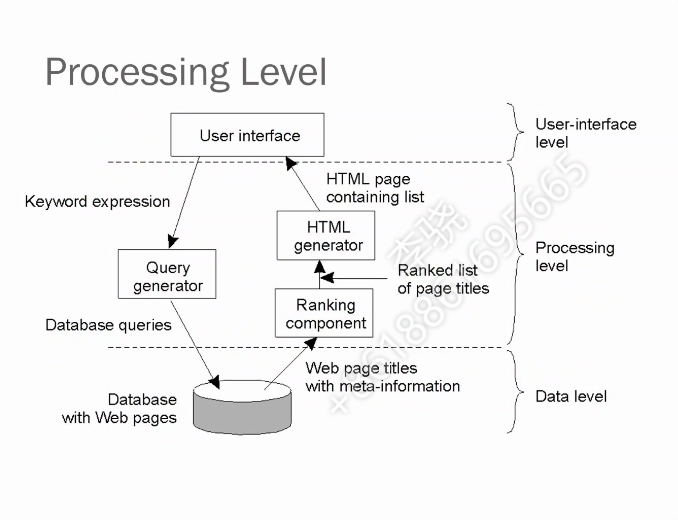 Processing Level
User interface
User-interface
level
Keyword expression
HTML page
containing list
HTML
generator
Query
generator
Ranked list
of page titles
Processing
level
Ranking
component
Database queries
Web page titles
with meta-information
Database
with Web pages
Data level
李骁